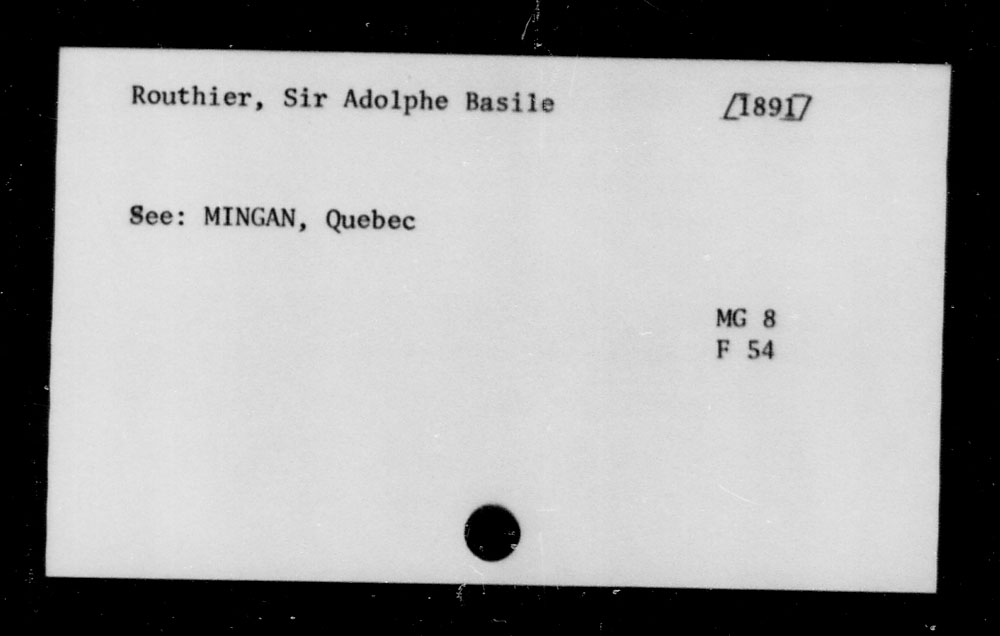 Routhier, Sir Adolphe Basile [1891]
See: MINGAN, Quebec
MG 8
F 54